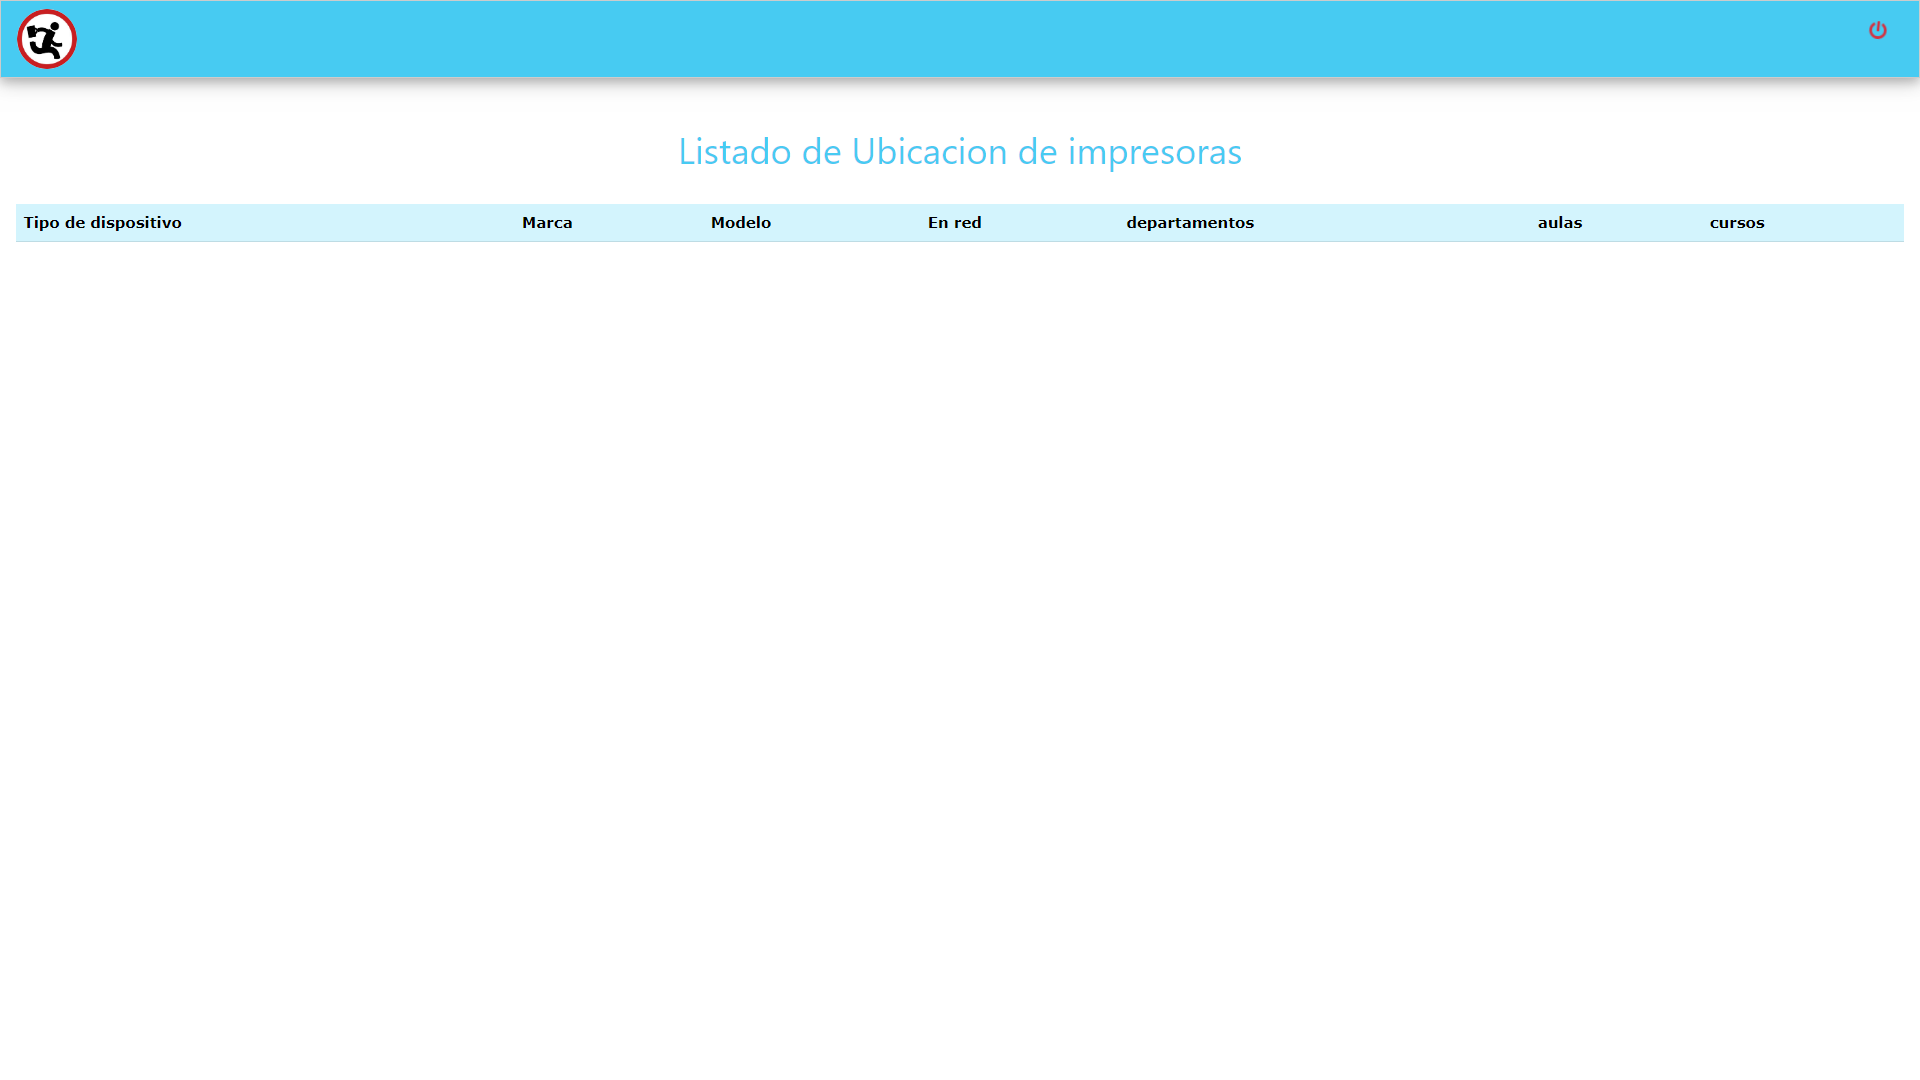 Listado de Ubicacion de impresoras
Tipo de dispositivo Marca Modelo En red departamentos aulas cursos